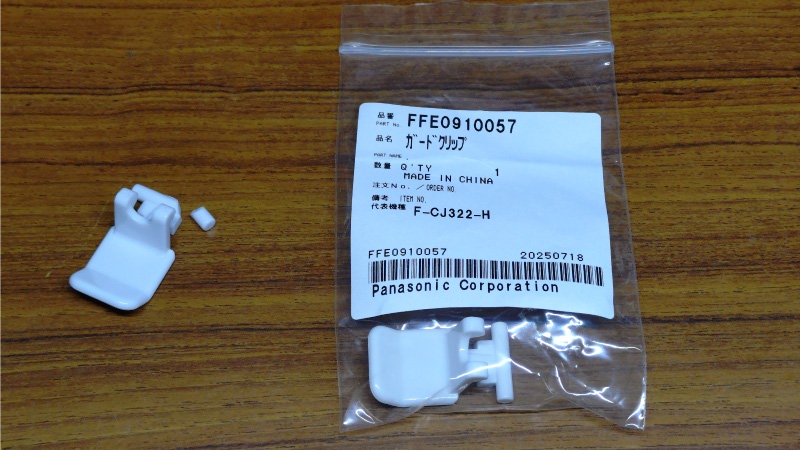 品番 FFE0910057
PART No.
品名 ガードクリップ
PART NAME
数量 Q'TY 1
MADE IN CHINA
注文No. / ORDER NO.
備考 ITEM NO.
代表機種 F-CJ322-H
FFE0910057 20250718
Panasonic Corporation